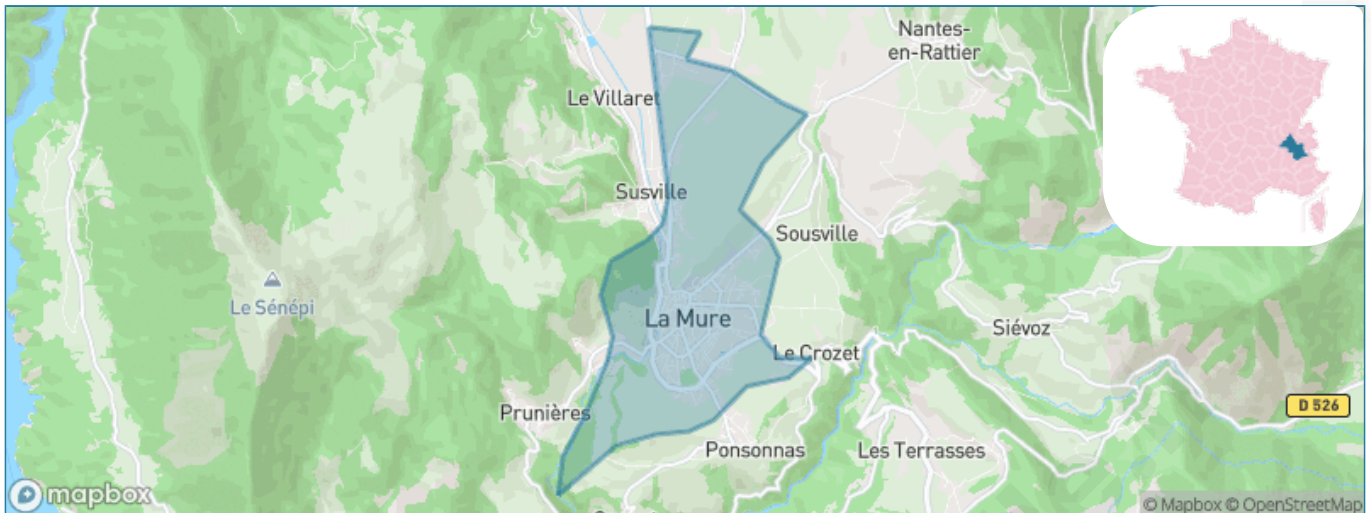 Nantes-
en-Rattier
Le Villaret
Susville
Sousville
Le Sénépi
La Mure
Siévoz
Le Crozet
D 526
Prunières
Ponsonnas
Les Terrasses
mapbox
© Mapbox © OpenStreetMap